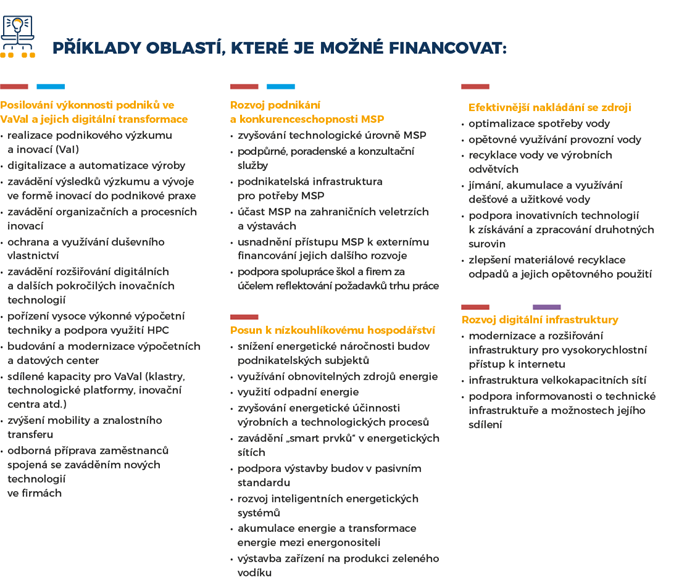 PŘÍKLADY OBLASTÍ, KTERÉ JE MOŽNÉ FINANCOVAT:
Posilování výkonnosti podniků ve
VaVaI a jejich digitální transformace
• realizace podnikového výzkumu
a inovací (VaI)
• digitalizace a automatizace výroby
• zavádění výsledků výzkumu a vývoje
ve formě inovací do podnikové praxe
• zavádění organizačních a procesních
inovací
• ochrana a využívání duševního
vlastnictví
• zavádění rozšiřování digitálních
a dalších pokročilých inovačních
technologií
• pořízení vysoce výkonné výpočetní
techniky a podpora využití HPC
• budování a modernizace výpočetních
a datových center
• sdílené kapacity pro VaVaI (klastry,
technologické platformy, inovační
centra atd.)
• zvýšení mobility a znalostního
transferu
• odborná příprava zaměstnanců
spojená se zaváděním nových
technologií
ve firmách
Rozvoj podnikání
a konkurenceschopnosti MSP
• zvyšování technologické úrovně MSP
• podpůrné, poradenské a konzultační
služby
• podnikatelská infrastruktura
pro potřeby MSP
• účast MSP na zahraničních veletrzích
a výstavách
• usnadnění přístupu MSP k externímu
financování jejich dalšího rozvoje
• podpora spolupráce škol a firem za
účelem reflektování požadavků trhu práce
Posun k nízkouhlíkovému hospodářství
• snížení energetické náročnosti budov
podnikatelských subjektů
• využívání obnovitelných zdrojů energie
• využití odpadní energie
• zvyšování energetické účinnosti
výrobních a technologických procesů
• zavádění „smart prvků“ v energetických
sítích
• podpora výstavby budov v pasivním
standardu
• rozvoj inteligentních energetických
systémů
• akumulace energie a transformace
energie mezi energonositeli
• výstavba zařízení na produkci zeleného
vodíku
Efektivnější nakládání se zdroji
• optimalizace spotřeby vody
• opětovné využívání provozní vody
• recyklace vody ve výrobních
odvětvích
• jímání, akumulace a využívání
dešťové a užitkové vody
• podpora inovativních technologií
k získávání a zpracování druhotných
surovin
• zlepšení materiálové recyklace
odpadů a jejich opětovného použití
Rozvoj digitální infrastruktury
• modernizace a rozšiřování
infrastruktury pro vysokorychlostní
přístup k internetu
• infrastruktura velkokapacitních sítí
• podpora informovanosti o technické
infrastruktuře a možnostech jejího
sdílení